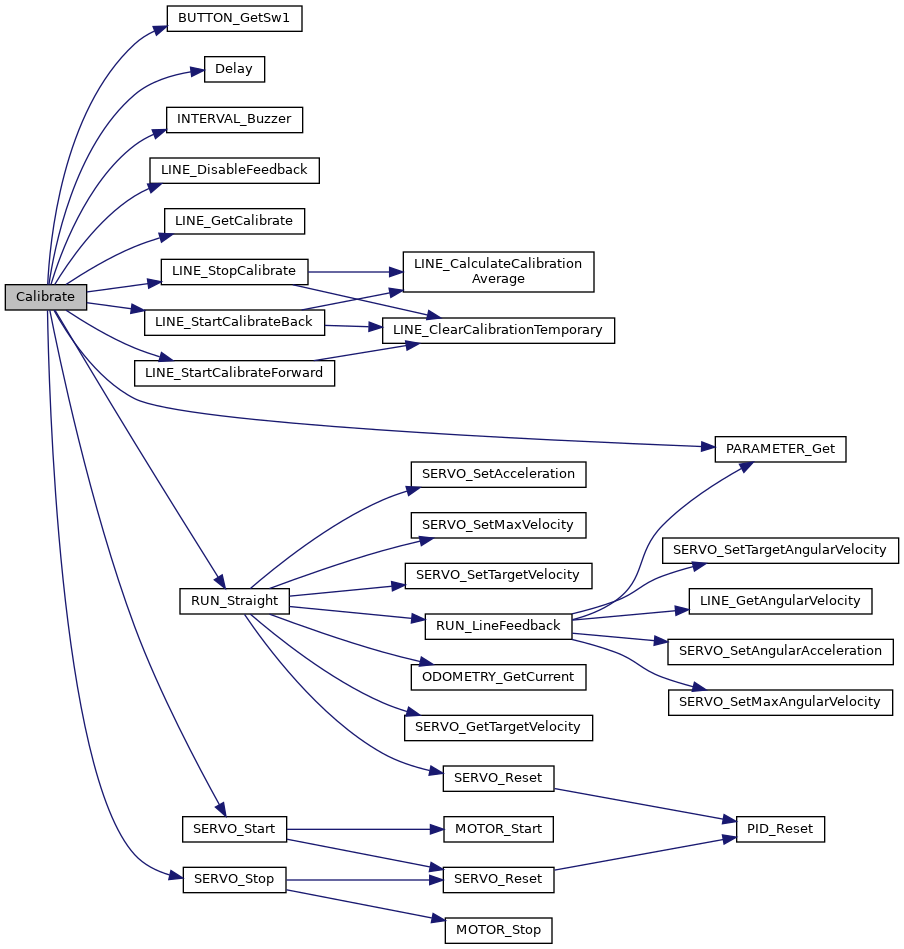 BUTTON_GetSw1
Delay
INTERVAL_Buzzer
LINE_DisableFeedback
LINE_GetCalibrate
LINE_StopCalibrate
LINE_CalculateCalibration
Average
Calibrate
LINE_StartCalibrateBack
LINE_ClearCalibrationTemporary
LINE_StartCalibrateForward
PARAMETER_Get
SERVO_SetAcceleration
SERVO_SetMaxVelocity
SERVO_SetTargetAngularVelocity
SERVO_SetTargetVelocity
RUN_Straight
LINE_GetAngularVelocity
RUN_LineFeedback
SERVO_SetAngularAcceleration
ODOMETRY_GetCurrent
SERVO_SetMaxAngularVelocity
SERVO_GetTargetVelocity
SERVO_Reset
SERVO_Start
MOTOR_Start
PID_Reset
SERVO_Stop
SERVO_Reset
MOTOR_Stop